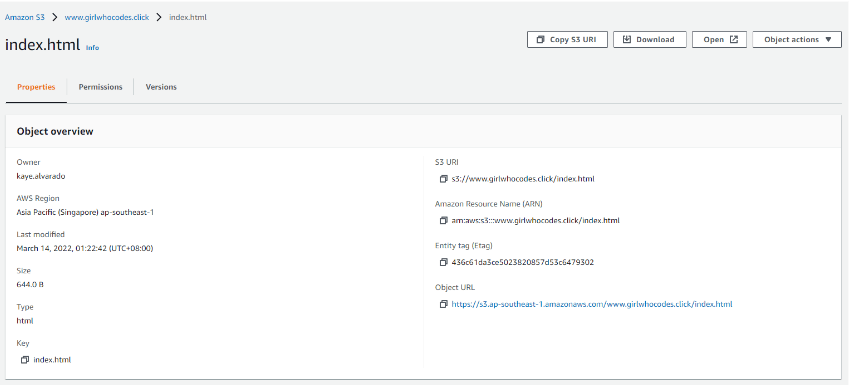 Amazon S3 > www.girlwhocodes.click > index.html
index.html Info
Copy S3 URI Download Open Object actions ▼
Properties Permissions Versions
Object overview
Owner
kaye.alvarado
AWS Region
Asia Pacific (Singapore) ap-southeast-1
Last modified
March 14, 2022, 01:22:42 (UTC+08:00)
Size
644.0 B
Type
html
Key
index.html
S3 URI
s3://www.girlwhocodes.click/index.html
Amazon Resource Name (ARN)
arn:aws:s3:::www.girlwhocodes.click/index.html
Entity tag (Etag)
436c61da3ce5023820857d53c6479302
Object URL
https://s3.ap-southeast-1.amazonaws.com/www.girlwhocodes.click/index.html